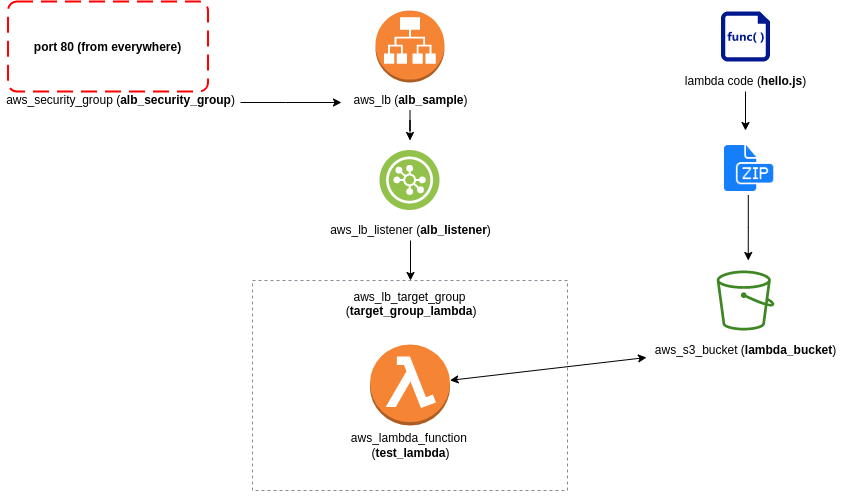 port 80 (from everywhere)
aws_security_group (alb_security_group)
aws_lb (alb_sample)
func( )
lambda code (hello.js)
ZIP
aws_lb_listener (alb_listener)
aws_lb_target_group
(target_group_lambda)
aws_s3_bucket (lambda_bucket)
aws_lambda_function
(test_lambda)